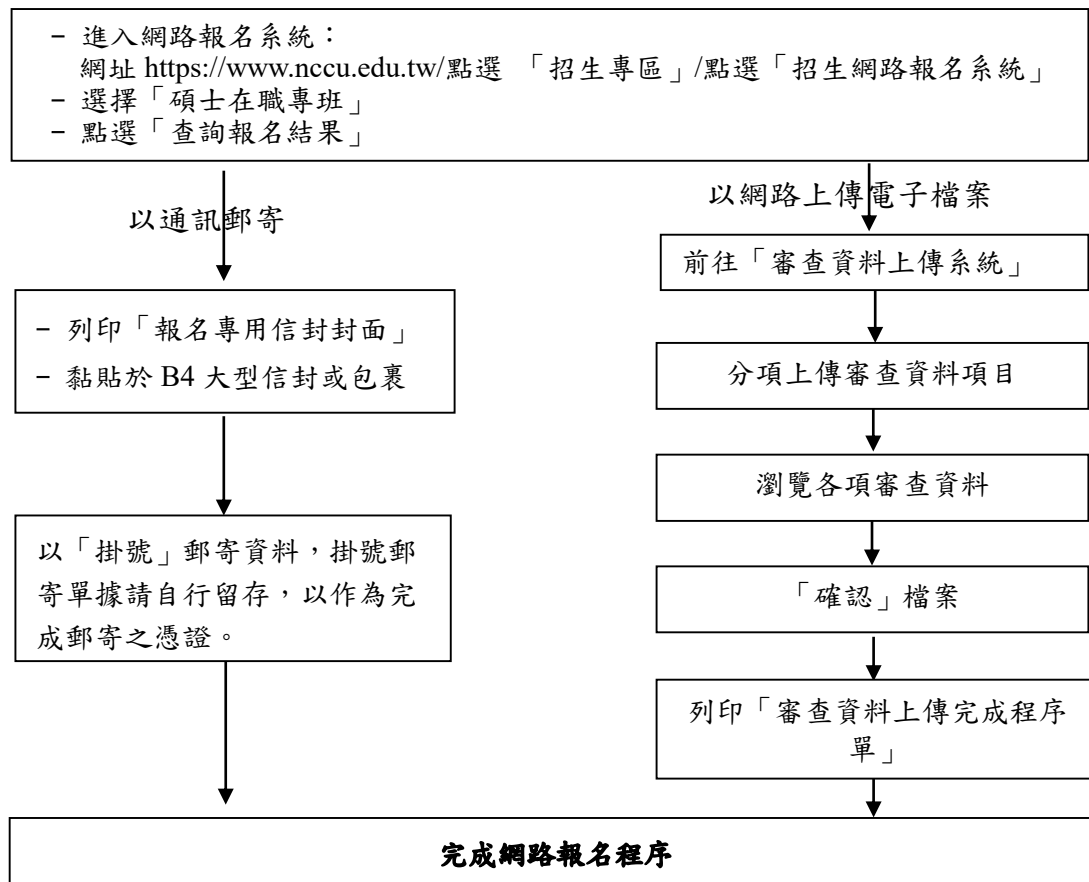 - 進入網路報名系統：
網址 https://www.nccu.edu.tw/點選 「招生專區」/點選「招生網路報名系統」
- 選擇「碩士在職專班」
- 點選「查詢報名結果」
以通訊郵寄
- 列印「報名專用信封封面」
- 黏貼於 B4 大型信封或包裹
以「掛號」郵寄資料，掛號郵
寄單據請自行留存，以作為完
成郵寄之憑證。
以網路上傳電子檔案
前往「審查資料上傳系統」
分項上傳審查資料項目
瀏覽各項審查資料
「確認」檔案
列印「審查資料上傳完成程序
單」
完成網路報名程序